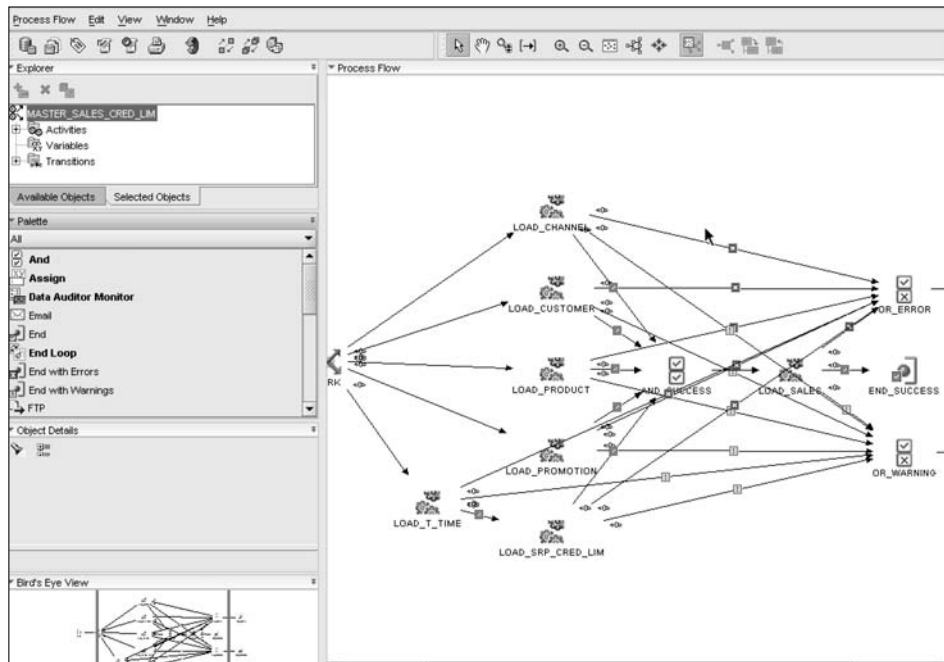 Process Flow Edit View Window Help
Explorer
Process Flow
MASTER_SALES_CRED_LIM
Activities
Variables
Transitions
Available Objects Selected Objects
Palette
All
And
Assign
Data Auditor Monitor
Email
End
End Loop
End with Errors
End with Warnings
FTP
Object Details
Bird's Eye View
LOAD_CHANNEL
LOAD_CUSTOMER
OR_ERROR
RK
LOAD_PRODUCT
AND_SUCCESS
LOAD_SALES
END_SUCCESS
LOAD_PROMOTION
OR_WARNING
LOAD_T_TIME
LOAD_SRP_CRED_LIM